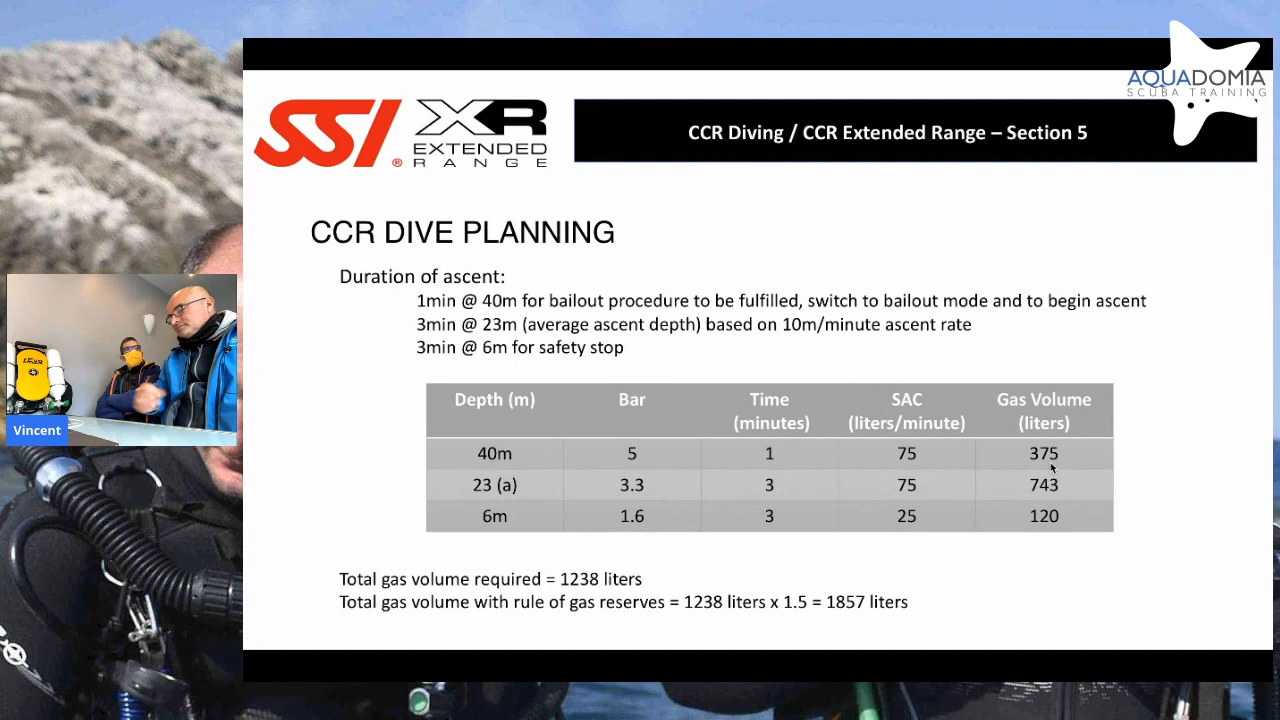 AQUADOMIA
SCUBA TRAINING
SSI
XR
EXTENDED
RANGE
CCR Diving / CCR Extended Range – Section 5
CCR DIVE PLANNING
Duration of ascent:
1min @ 40m for bailout procedure to be fulfilled, switch to bailout mode and to begin ascent
3min @ 23m (average ascent depth) based on 10m/minute ascent rate
3min @ 6m for safety stop
Depth (m) Bar Time (minutes) SAC (liters/minute) Gas Volume (liters)
40m 5 1 75 375
23 (a) 3.3 3 75 743
6m 1.6 3 25 120
Total gas volume required = 1238 liters
Total gas volume with rule of gas reserves = 1238 liters x 1.5 = 1857 liters
Vincent